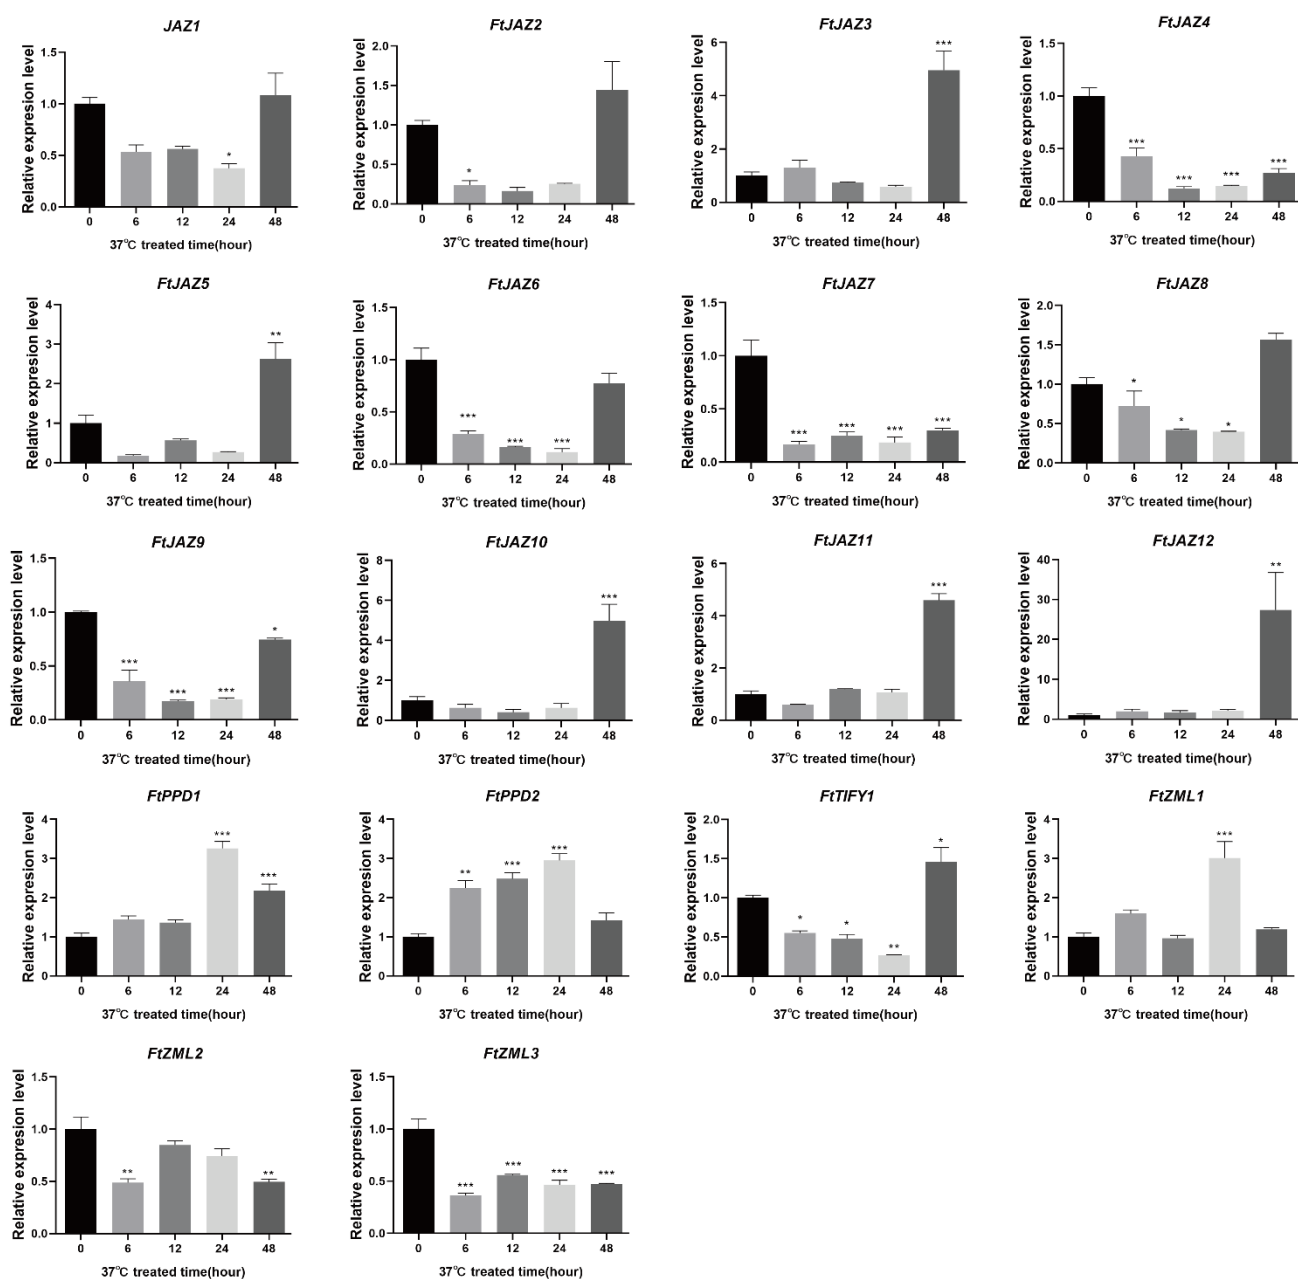 JAZ1
Relative expression level
1.5
1.0
0.5
0.0
*
0 6 12 24 48
37℃ treated time(hour)
FtJAZ2
Relative expression level
2.0
1.5
1.0
0.5
0.0
*
0 6 12 24 48
37℃ treated time(hour)
FtJAZ3
Relative expression level
6
4
2
0
***
0 6 12 24 48
37℃ treated time(hour)
FtJAZ4
Relative expression level
1.5
1.0
0.5
0.0
*** *** *** ***
0 6 12 24 48
37℃ treated time(hour)
FtJAZ5
Relative expression level
4
3
2
1
0
**
0 6 12 24 48
37℃ treated time(hour)
FtJAZ6
Relative expression level
1.5
1.0
0.5
0.0
*** *** ***
0 6 12 24 48
37℃ treated time(hour)
FtJAZ7
Relative expression level
1.5
1.0
0.5
0.0
*** *** *** ***
0 6 12 24 48
37℃ treated time(hour)
FtJAZ8
Relative expression level
2.0
1.5
1.0
0.5
0.0
* * *
0 6 12 24 48
37℃ treated time(hour)
FtJAZ9
Relative expression level
1.5
1.0
0.5
0.0
*** *** *** *
0 6 12 24 48
37℃ treated time(hour)
FtJAZ10
Relative expression level
8
6
4
2
0
***
0 6 12 24 48
37℃ treated time(hour)
FtJAZ11
Relative expression level
6
4
2
0
***
0 6 12 24 48
37℃ treated time(hour)
FtJAZ12
Relative expression level
40
30
20
10
0
**
0 6 12 24 48
37℃ treated time(hour)
FtPPD1
Relative expression level
4
3
2
1
0
*** ***
0 6 12 24 48
37℃ treated time(hour)
FtPPD2
Relative expression level
4
3
2
1
0
** *** ***
0 6 12 24 48
37℃ treated time(hour)
FtTIFY1
Relative expression level
2.0
1.5
1.0
0.5
0.0
* * ** *
0 6 12 24 48
37℃ treated time(hour)
FtZML1
Relative expression level
4
3
2
1
0
***
0 6 12 24 48
37℃ treated time(hour)
FtZML2
Relative expression level
1.5
1.0
0.5
0.0
** **
0 6 12 24 48
37℃ treated time(hour)
FtZML3
Relative expression level
1.5
1.0
0.5
0.0
*** *** *** ***
0 6 12 24 48
37℃ treated time(hour)